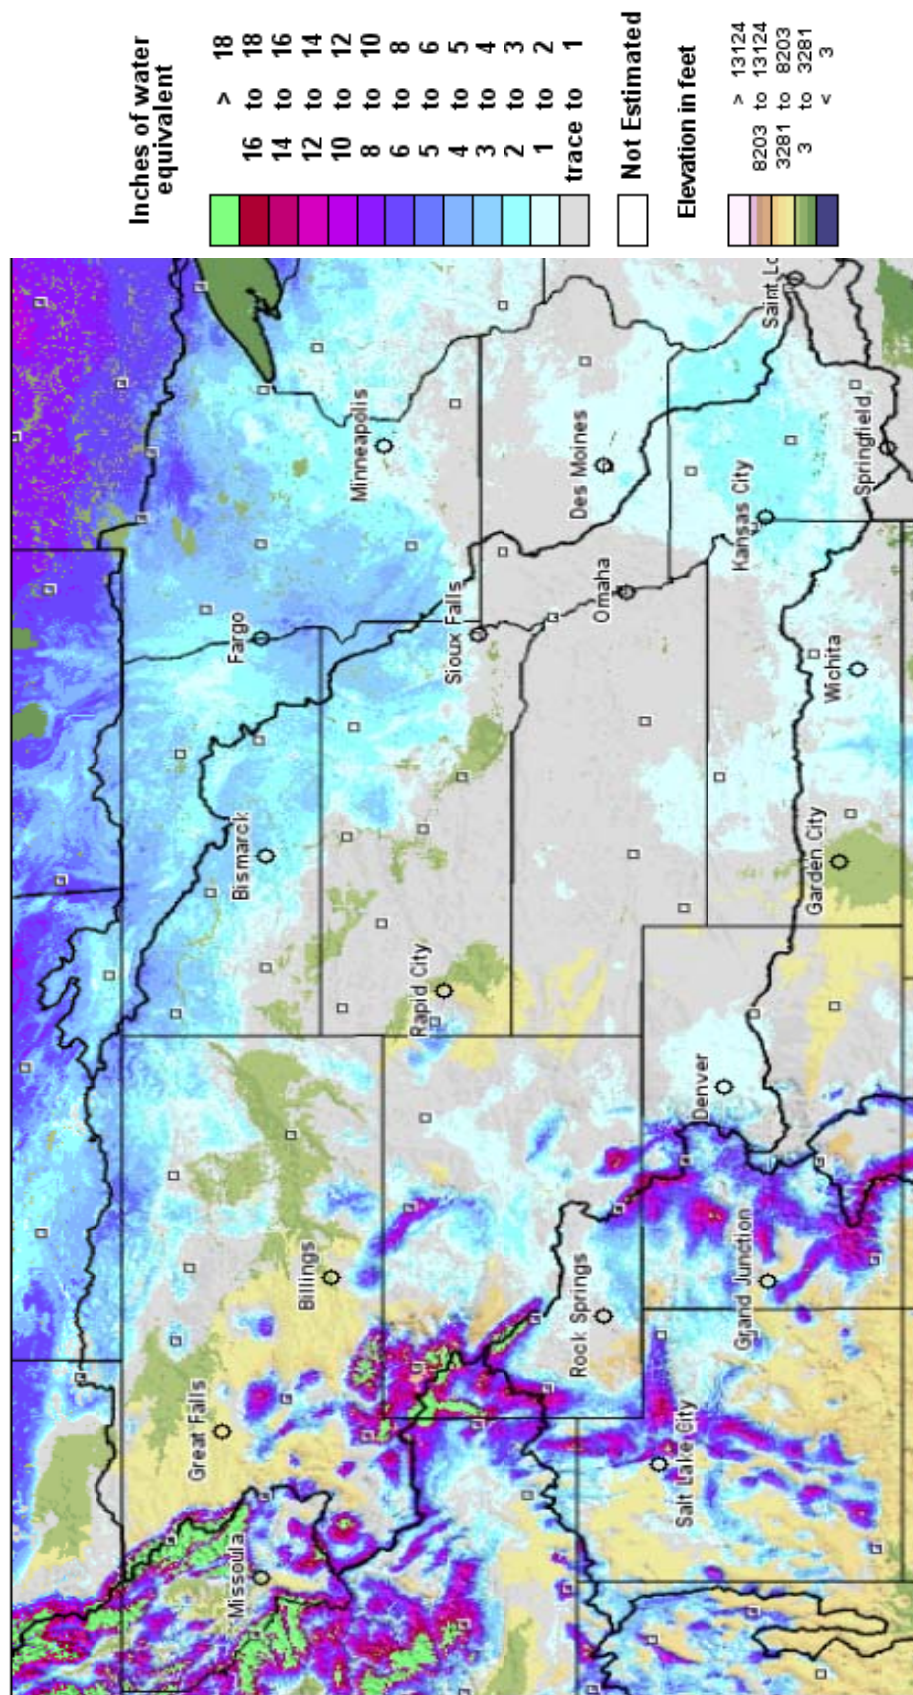 Missoula
Great Falls
Billings
Bismarck
Fargo
Minneapolis
Rapid City
Sioux Falls
Salt Lake City
Rock Springs
Omaha
Des Moines
Grand Junction
Denver
Garden City
Wichita
Kansas City
Springfield
Saint Lo
Inches of water
equivalent
> 18
16 to 18
14 to 16
12 to 14
10 to 12
8 to 10
6 to 8
5 to 6
4 to 5
3 to 4
2 to 3
1 to 2
trace to 1
Not Estimated
Elevation in feet
> 13124
8203 to 13124
3281 to 8203
3 to 3281
< 3